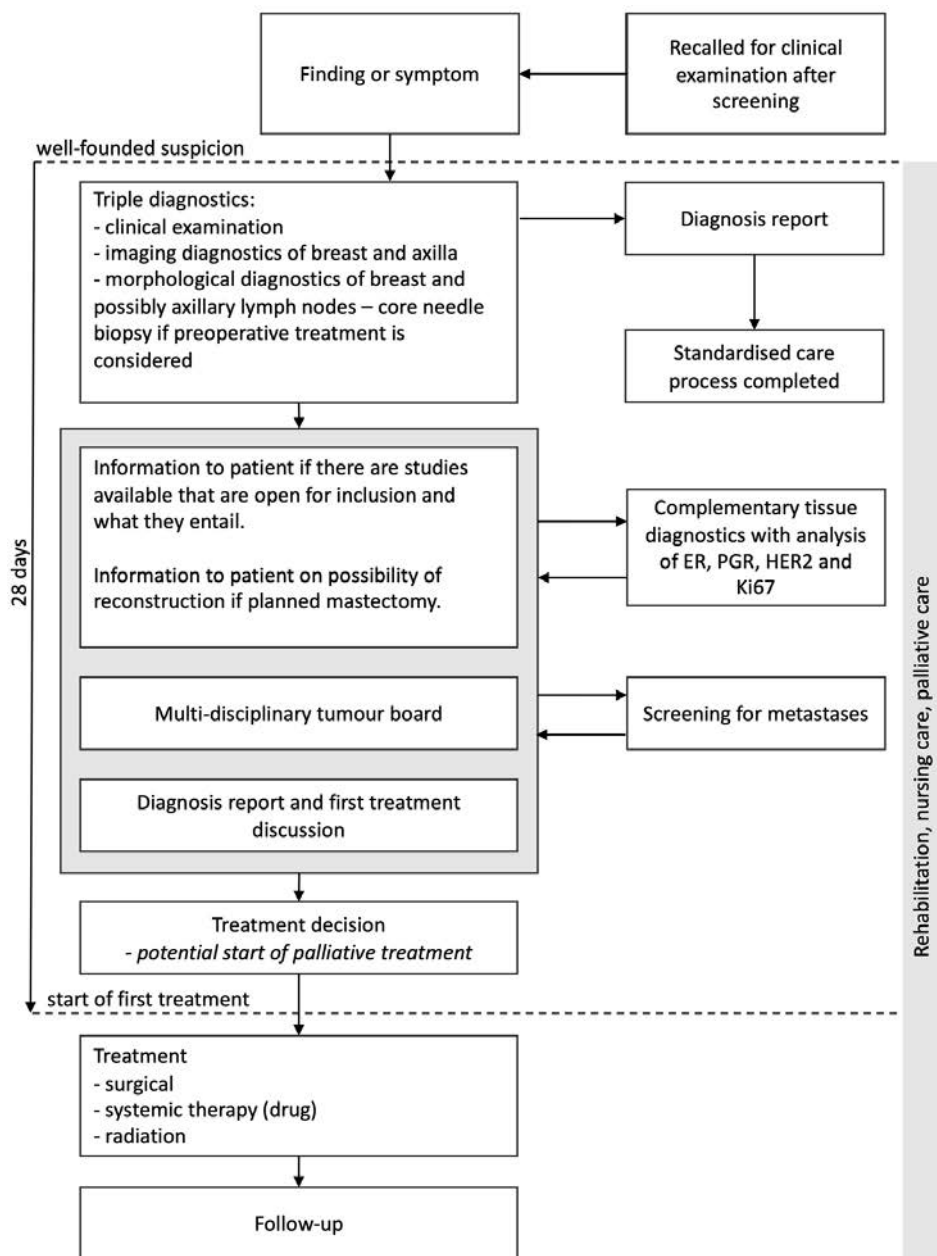 Finding or symptom
Recalled for clinical
examination after
screening
well-founded suspicion
Triple diagnostics:
- clinical examination
- imaging diagnostics of breast and axilla
- morphological diagnostics of breast and
possibly axillary lymph nodes – core needle
biopsy if preoperative treatment is
considered
Diagnosis report
Standardised care
process completed
28 days
Information to patient if there are studies
available that are open for inclusion and
what they entail.
Information to patient on possibility of
reconstruction if planned mastectomy.
Complementary tissue
diagnostics with analysis
of ER, PGR, HER2 and
Ki67
Multi-disciplinary tumour board
Screening for metastases
Diagnosis report and first treatment
discussion
Treatment decision
- potential start of palliative treatment
start of first treatment
Treatment
- surgical
- systemic therapy (drug)
- radiation
Follow-up
Rehabilitation, nursing care, palliative care